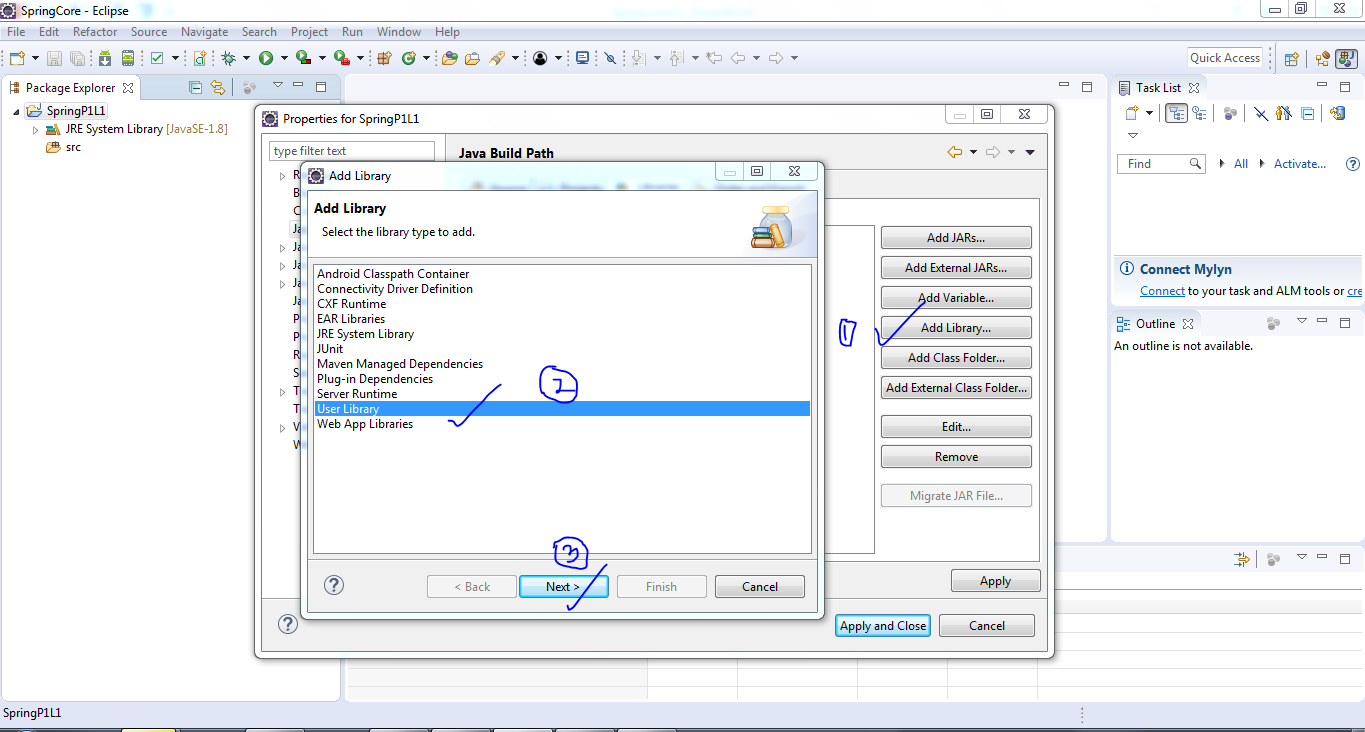 SpringCore - Eclipse
File Edit Refactor Source Navigate Search Project Run Window Help
Quick Access
Package Explorer
SpringP1L1
JRE System Library [JavaSE-1.8]
src
Properties for SpringP1L1
type filter text
Java Build Path
Add Library
Add Library
Select the library type to add.
Android Classpath Container
Connectivity Driver Definition
CXF Runtime
EAR Libraries
JRE System Library
JUnit
Maven Managed Dependencies
Plug-in Dependencies
Server Runtime
User Library
Web App Libraries
2
3
< Back Next > Finish Cancel
1
Add JARs...
Add External JARs...
Add Variable...
Add Library...
Add Class Folder...
Add External Class Folder...
Edit...
Remove
Migrate JAR File...
Apply
Apply and Close Cancel
Task List
Find All Activate...
Connect Mylyn
Connect to your task and ALM tools or cre
Outline
An outline is not available.
SpringP1L1